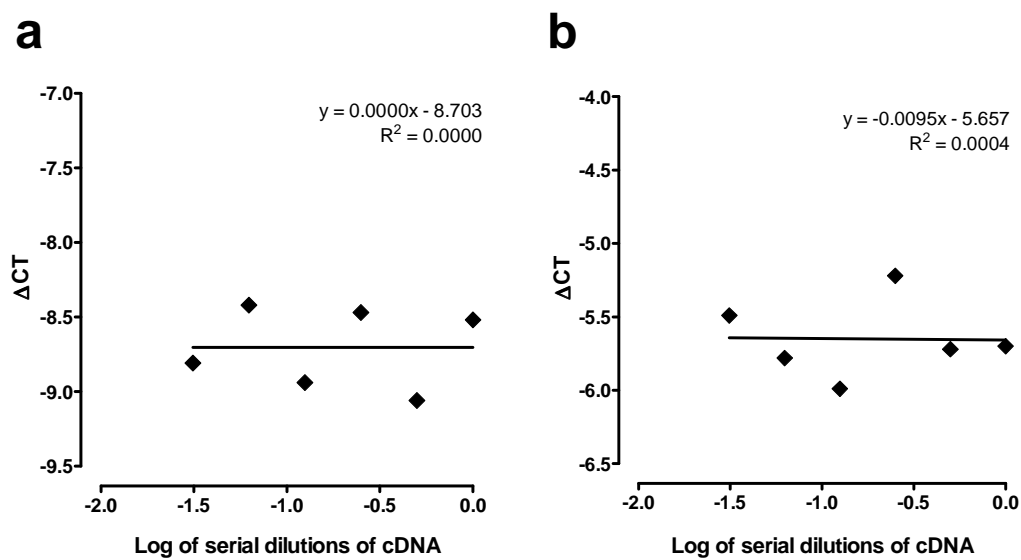 a
y = 0.0000x - 8.703
R² = 0.0000
-7.0
-7.5
-8.0
-8.5
-9.0
-9.5
ΔCT
-2.0 -1.5 -1.0 -0.5 0.0
Log of serial dilutions of cDNA
b
y = -0.0095x - 5.657
R² = 0.0004
-4.0
-4.5
-5.0
-5.5
-6.0
-6.5
ΔCT
-2.0 -1.5 -1.0 -0.5 0.0
Log of serial dilutions of cDNA